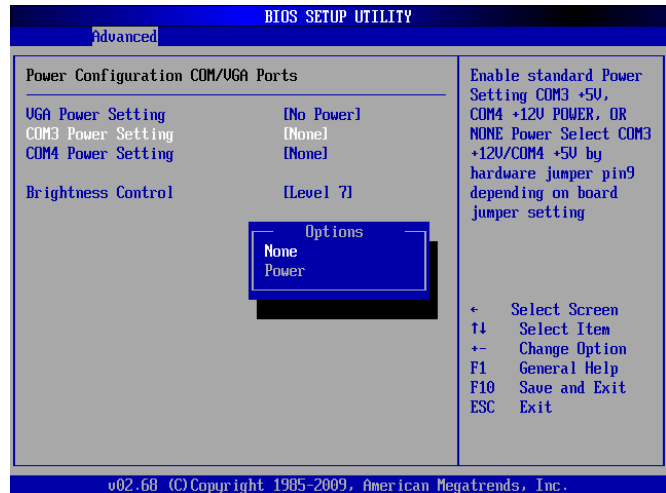 BIOS SETUP UTILITY
Advanced
Power Configuration COM/VGA Ports
VGA Power Setting [No Power]
COM3 Power Setting [None]
COM4 Power Setting [None]
Brightness Control [Level 7]
Options
None
Power
Enable standard Power
Setting COM3 +5V,
COM4 +12V POWER, OR
NONE Power Select COM3
+12V/COM4 +5V by
hardware jumper pin9
depending on board
jumper setting
← Select Screen
↑↓ Select Item
+- Change Option
F1 General Help
F10 Save and Exit
ESC Exit
v02.68 (C)Copyright 1985-2009, American Megatrends, Inc.